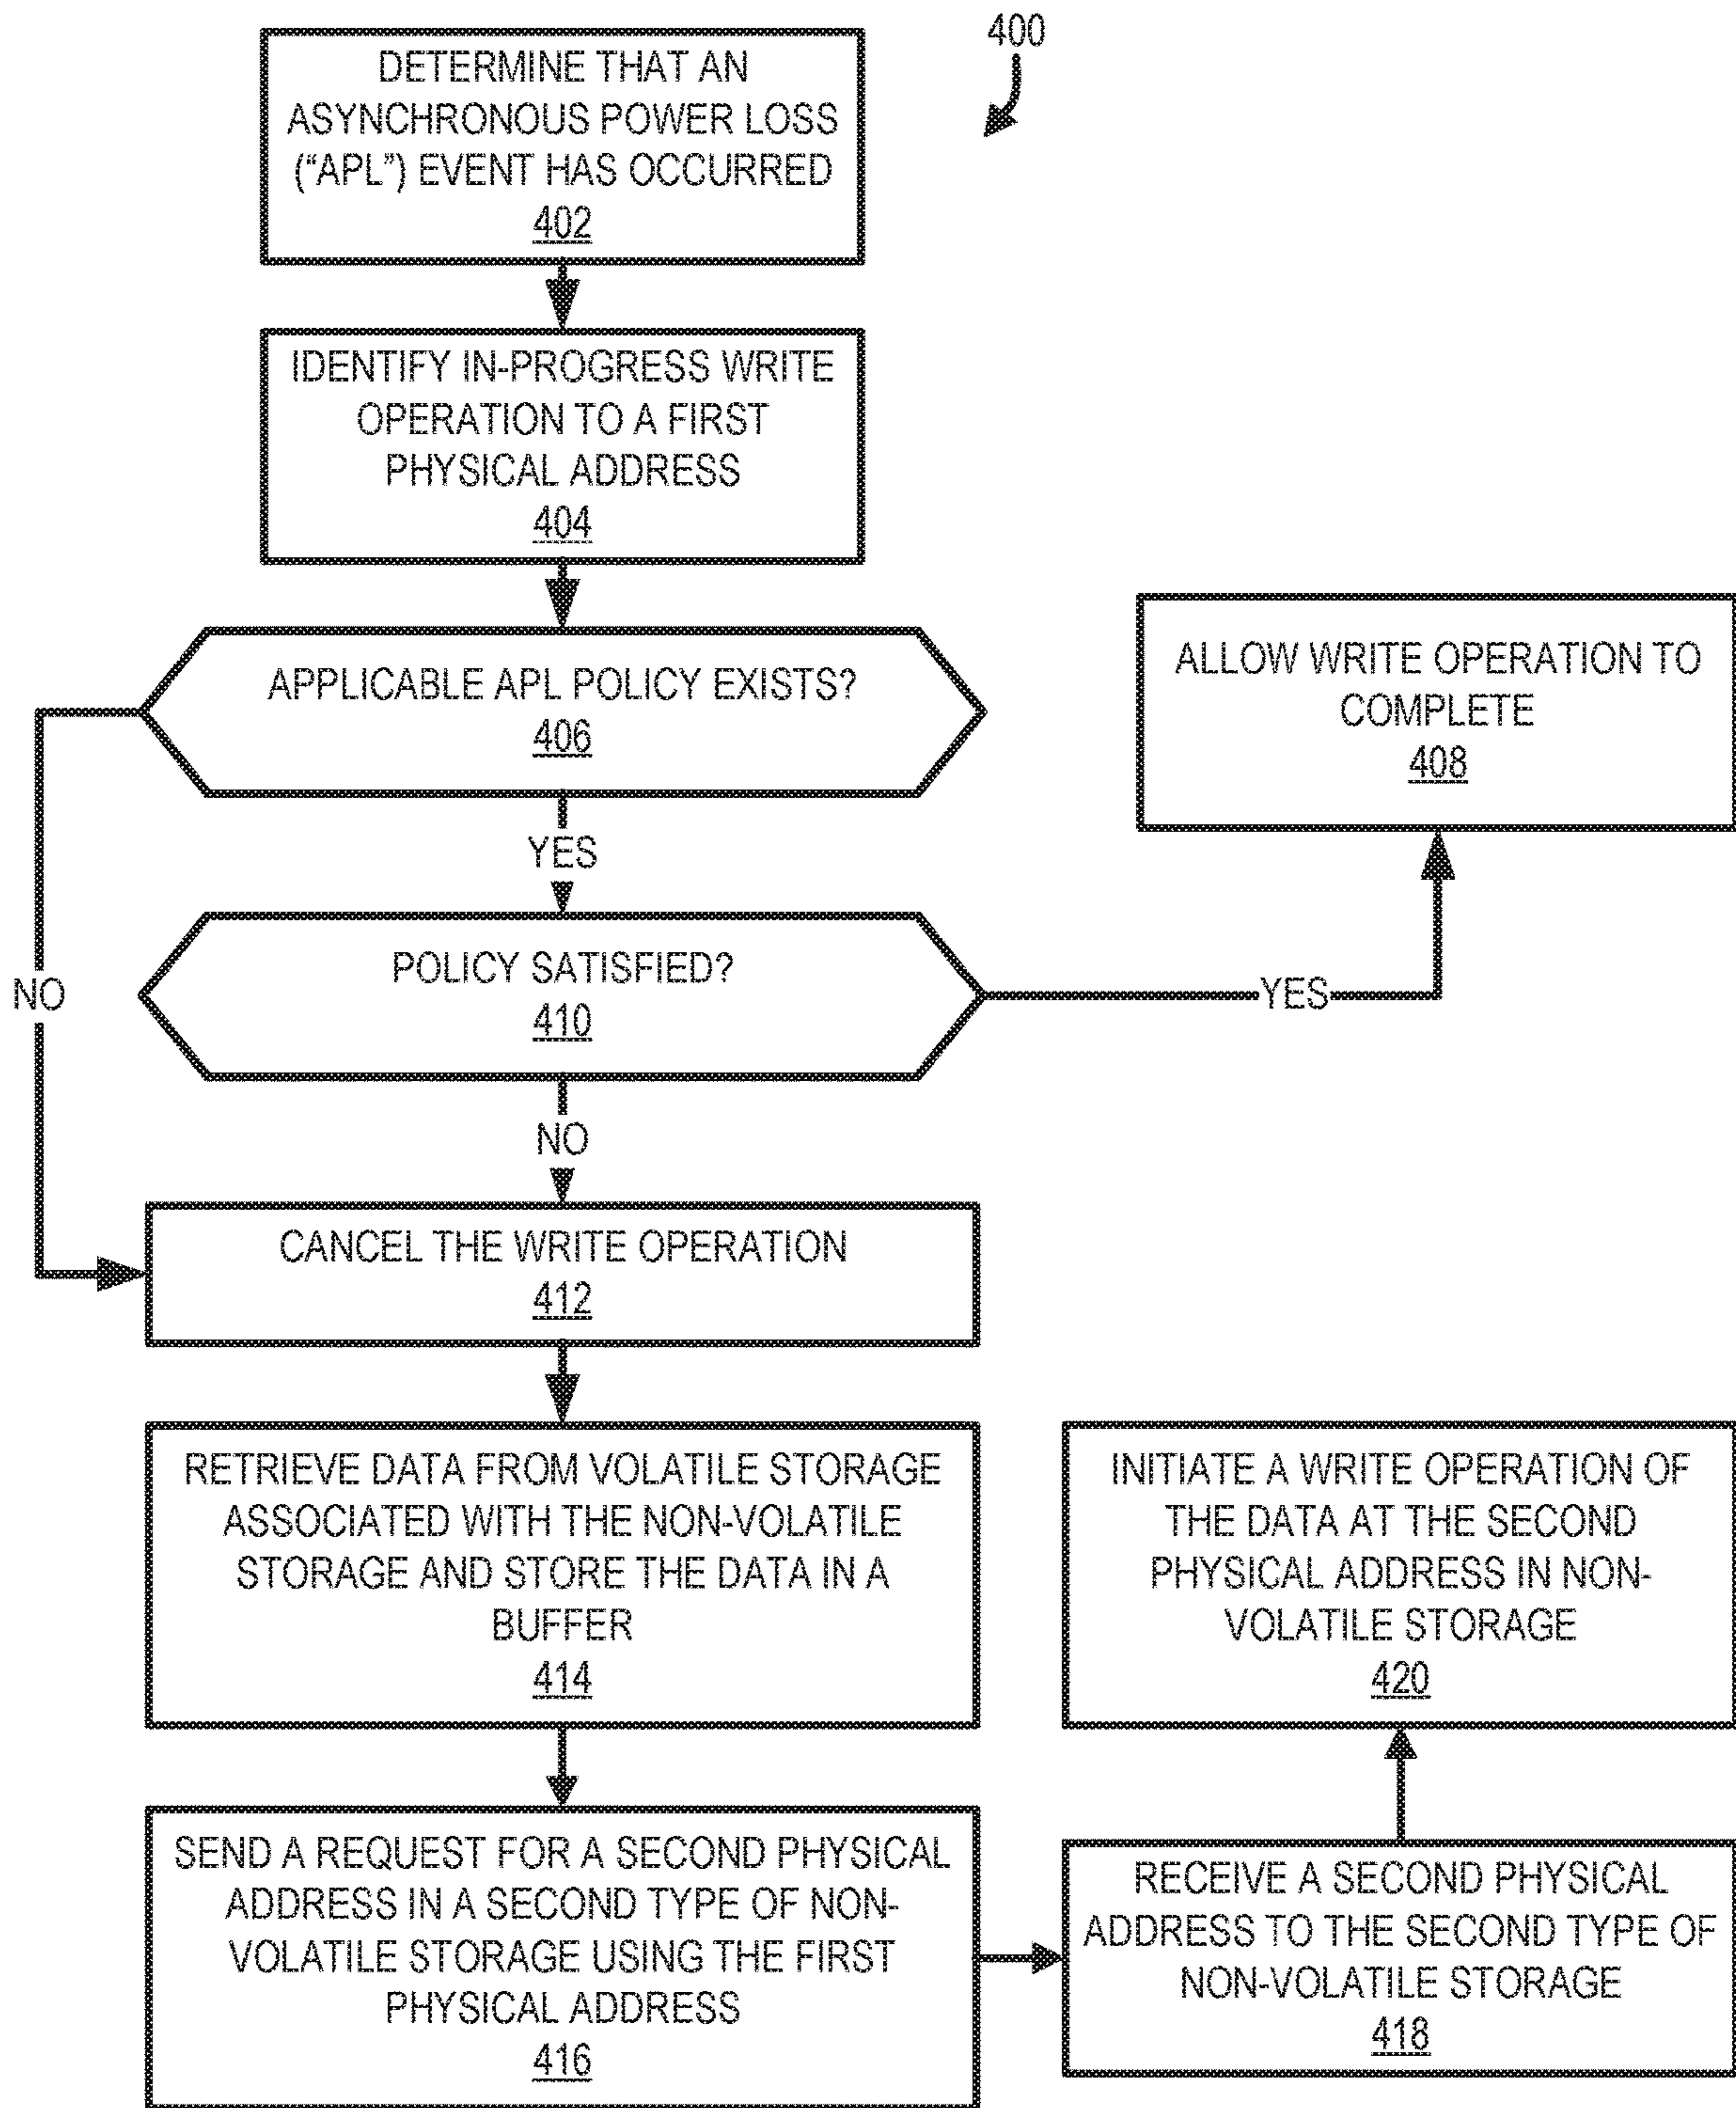 400
DETERMINE THAT AN
ASYNCHRONOUS POWER LOSS
(“APL”) EVENT HAS OCCURRED
402
IDENTIFY IN-PROGRESS WRITE
OPERATION TO A FIRST
PHYSICAL ADDRESS
404
APPLICABLE APL POLICY EXISTS?
406
ALLOW WRITE OPERATION TO
COMPLETE
408
YES
POLICY SATISFIED?
410
NO
YES
NO
CANCEL THE WRITE OPERATION
412
RETRIEVE DATA FROM VOLATILE STORAGE
ASSOCIATED WITH THE NON-VOLATILE
STORAGE AND STORE THE DATA IN A
BUFFER
414
SEND A REQUEST FOR A SECOND PHYSICAL
ADDRESS IN A SECOND TYPE OF NON-
VOLATILE STORAGE USING THE FIRST
PHYSICAL ADDRESS
416
RECEIVE A SECOND PHYSICAL
ADDRESS TO THE SECOND TYPE OF
NON-VOLATILE STORAGE
418
INITIATE A WRITE OPERATION OF
THE DATA AT THE SECOND
PHYSICAL ADDRESS IN NON-
VOLATILE STORAGE
420